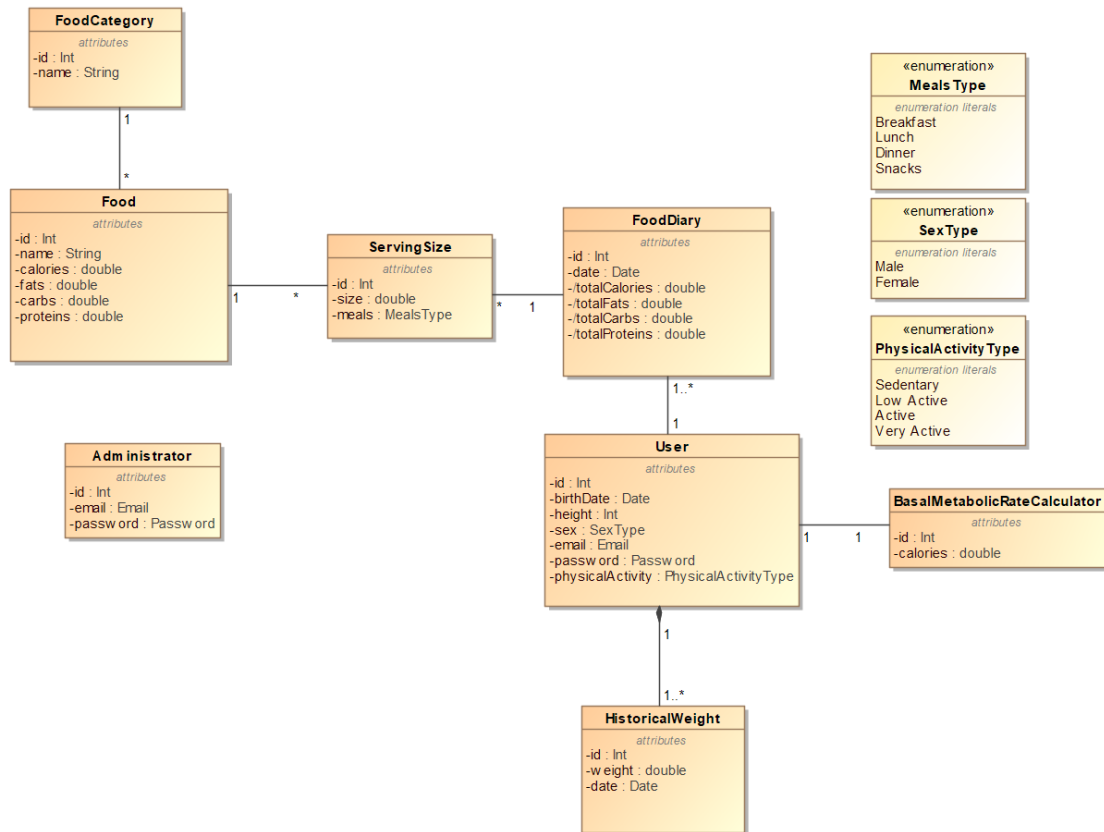 FoodCategory
attributes
-id : Int
-name : String
1
*
Food
attributes
-id : Int
-name : String
-calories : double
-fats : double
-carbs : double
-proteins : double
1
*
ServingSize
attributes
-id : Int
-size : double
-meals : MealsType
*
1
FoodDiary
attributes
-id : Int
-date : Date
-/totalCalories : double
-/totalFats : double
-/totalCarbs : double
-/totalProteins : double
1..*
1
«enumeration»
MealsType
enumeration literals
Breakfast
Lunch
Dinner
Snacks
«enumeration»
SexType
enumeration literals
Male
Female
«enumeration»
PhysicalActivityType
enumeration literals
Sedentary
Low Active
Active
Very Active
Administrator
attributes
-id : Int
-email : Email
-password : Password
User
attributes
-id : Int
-birthDate : Date
-height : Int
-sex : SexType
-email : Email
-password : Password
-physicalActivity : PhysicalActivityType
1
1
BasalMetabolicRateCalculator
attributes
-id : Int
-calories : double
1
1..*
HistoricalWeight
attributes
-id : Int
-weight : double
-date : Date